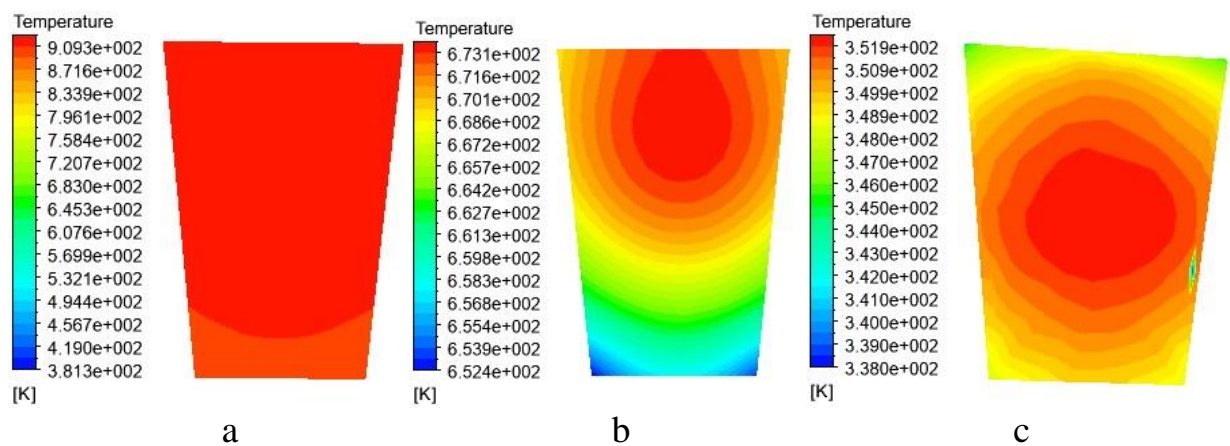 Temperature
9.093e+002
8.716e+002
8.339e+002
7.961e+002
7.584e+002
7.207e+002
6.830e+002
6.453e+002
6.076e+002
5.699e+002
5.321e+002
4.944e+002
4.567e+002
4.190e+002
3.813e+002
[K]
a
Temperature
6.731e+002
6.716e+002
6.701e+002
6.686e+002
6.672e+002
6.657e+002
6.642e+002
6.627e+002
6.613e+002
6.598e+002
6.583e+002
6.568e+002
6.554e+002
6.539e+002
6.524e+002
[K]
b
Temperature
3.519e+002
3.509e+002
3.499e+002
3.489e+002
3.480e+002
3.470e+002
3.460e+002
3.450e+002
3.440e+002
3.430e+002
3.420e+002
3.410e+002
3.400e+002
3.390e+002
3.380e+002
[K]
c